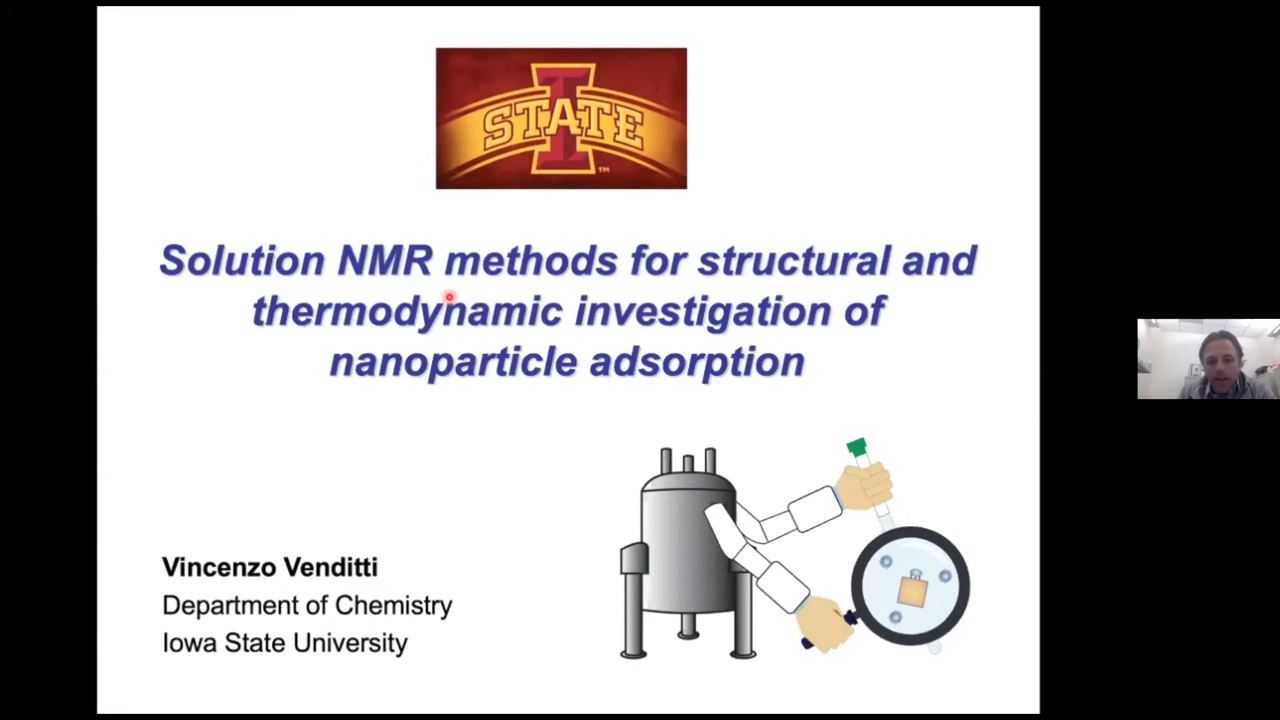 STATE
TM
Solution NMR methods for structural and
thermodynamic investigation of
nanoparticle adsorption
Vincenzo Venditti
Department of Chemistry
Iowa State University